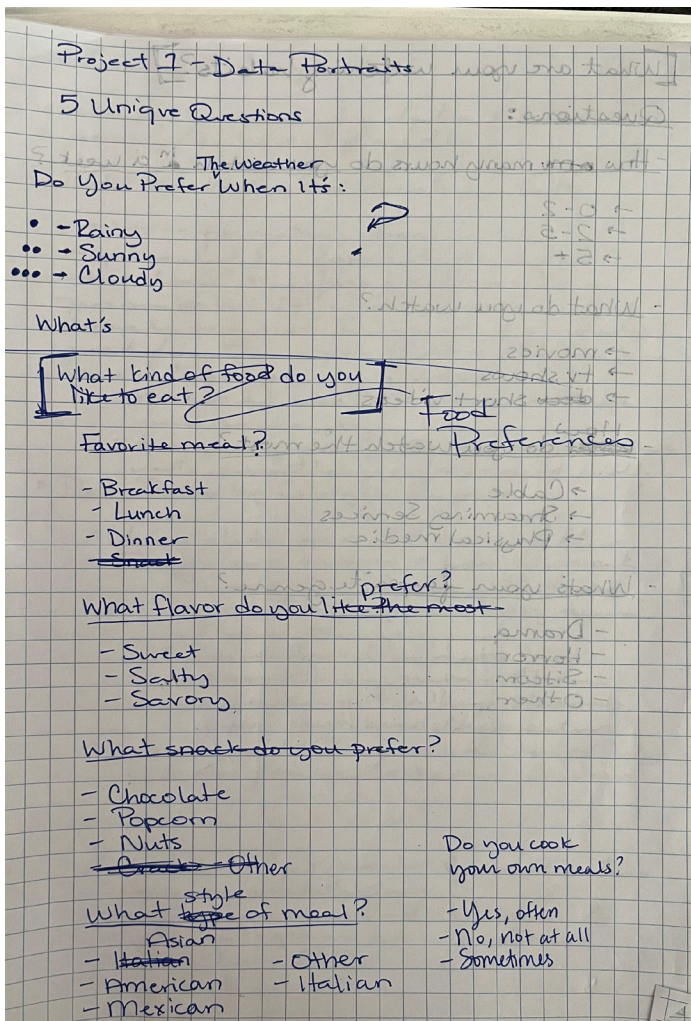 Project 1 - Data Portraits
5 Unique Questions
The Weather
Do You Prefer When It's:
• - Rainy
•• - Sunny
••• - Cloudy
What's
What kind of food do you
like to eat?
Food
Preferences
Favorite meal?
- Breakfast
- Lunch
- Dinner
- Snack
prefer?
What flavor do you like the most
- Sweet
- Salty
- Savory
What snack do you prefer?
- Chocolate
- Popcorn
- Nuts
- Other
style
What type of meal?
Asian
- Italian
- American
- Mexican
- Other
- Italian
Do you cook
your own meals?
- Yes, often
- No, not at all
- Sometimes